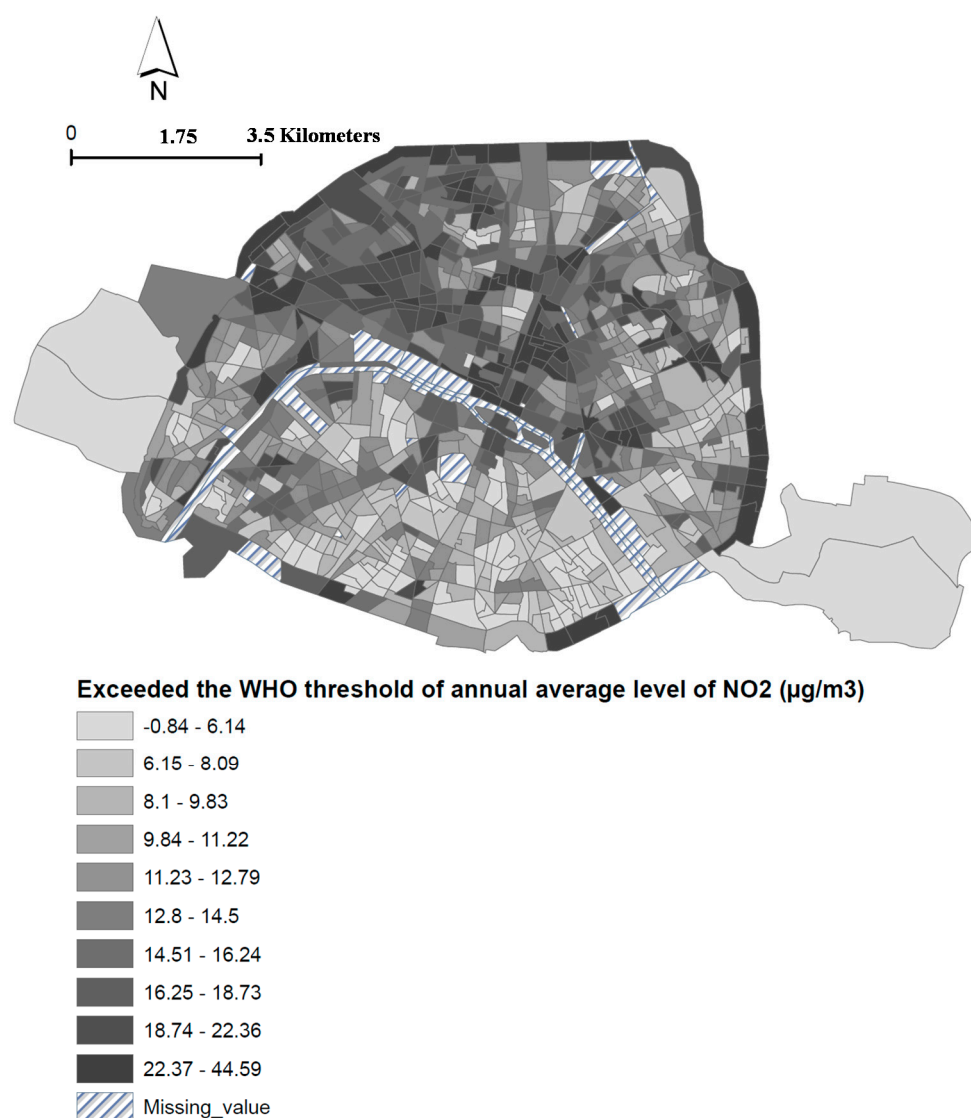 N
0 1.75 3.5 Kilometers
Exceeded the WHO threshold of annual average level of NO2 (µg/m3)
-0.84 - 6.14
6.15 - 8.09
8.1 - 9.83
9.84 - 11.22
11.23 - 12.79
12.8 - 14.5
14.51 - 16.24
16.25 - 18.73
18.74 - 22.36
22.37 - 44.59
Missing_value